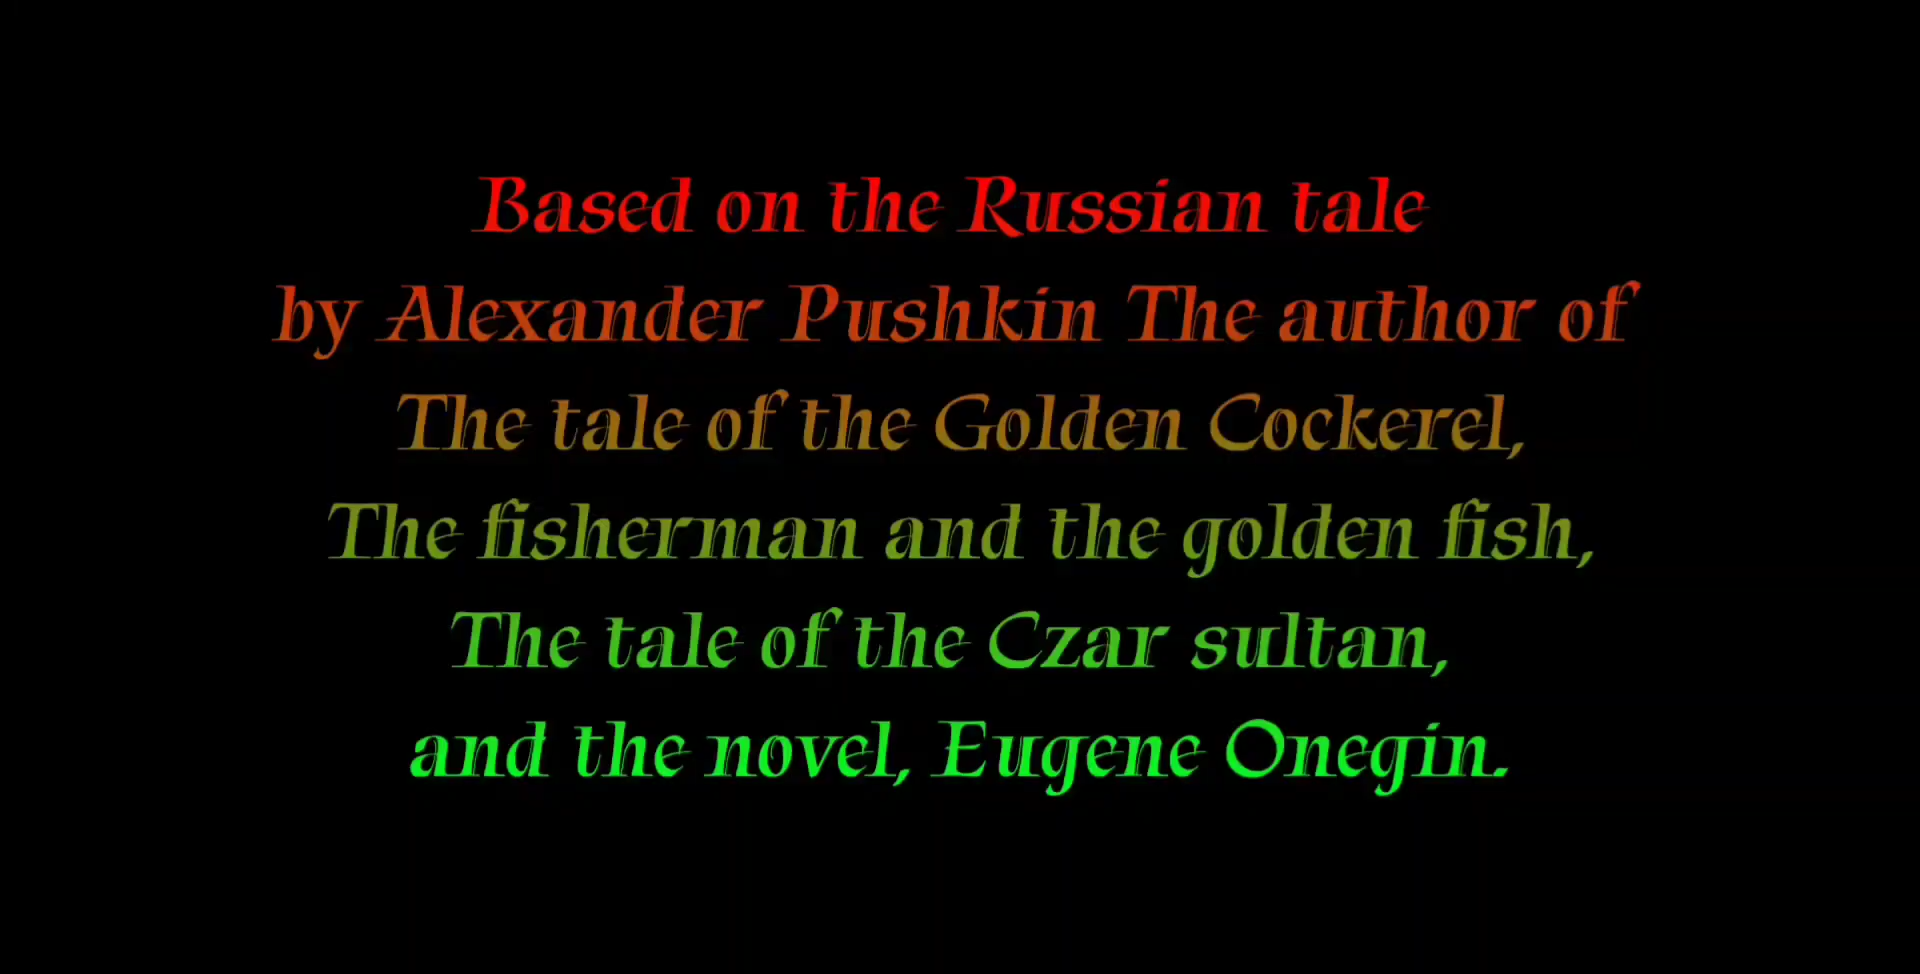 Based on the Russian tale
by Alexander Pushkin The author of
The tale of the Golden Cockerel,
The fisherman and the golden fish,
The tale of the Czar sultan,
and the novel, Eugene Onegin.